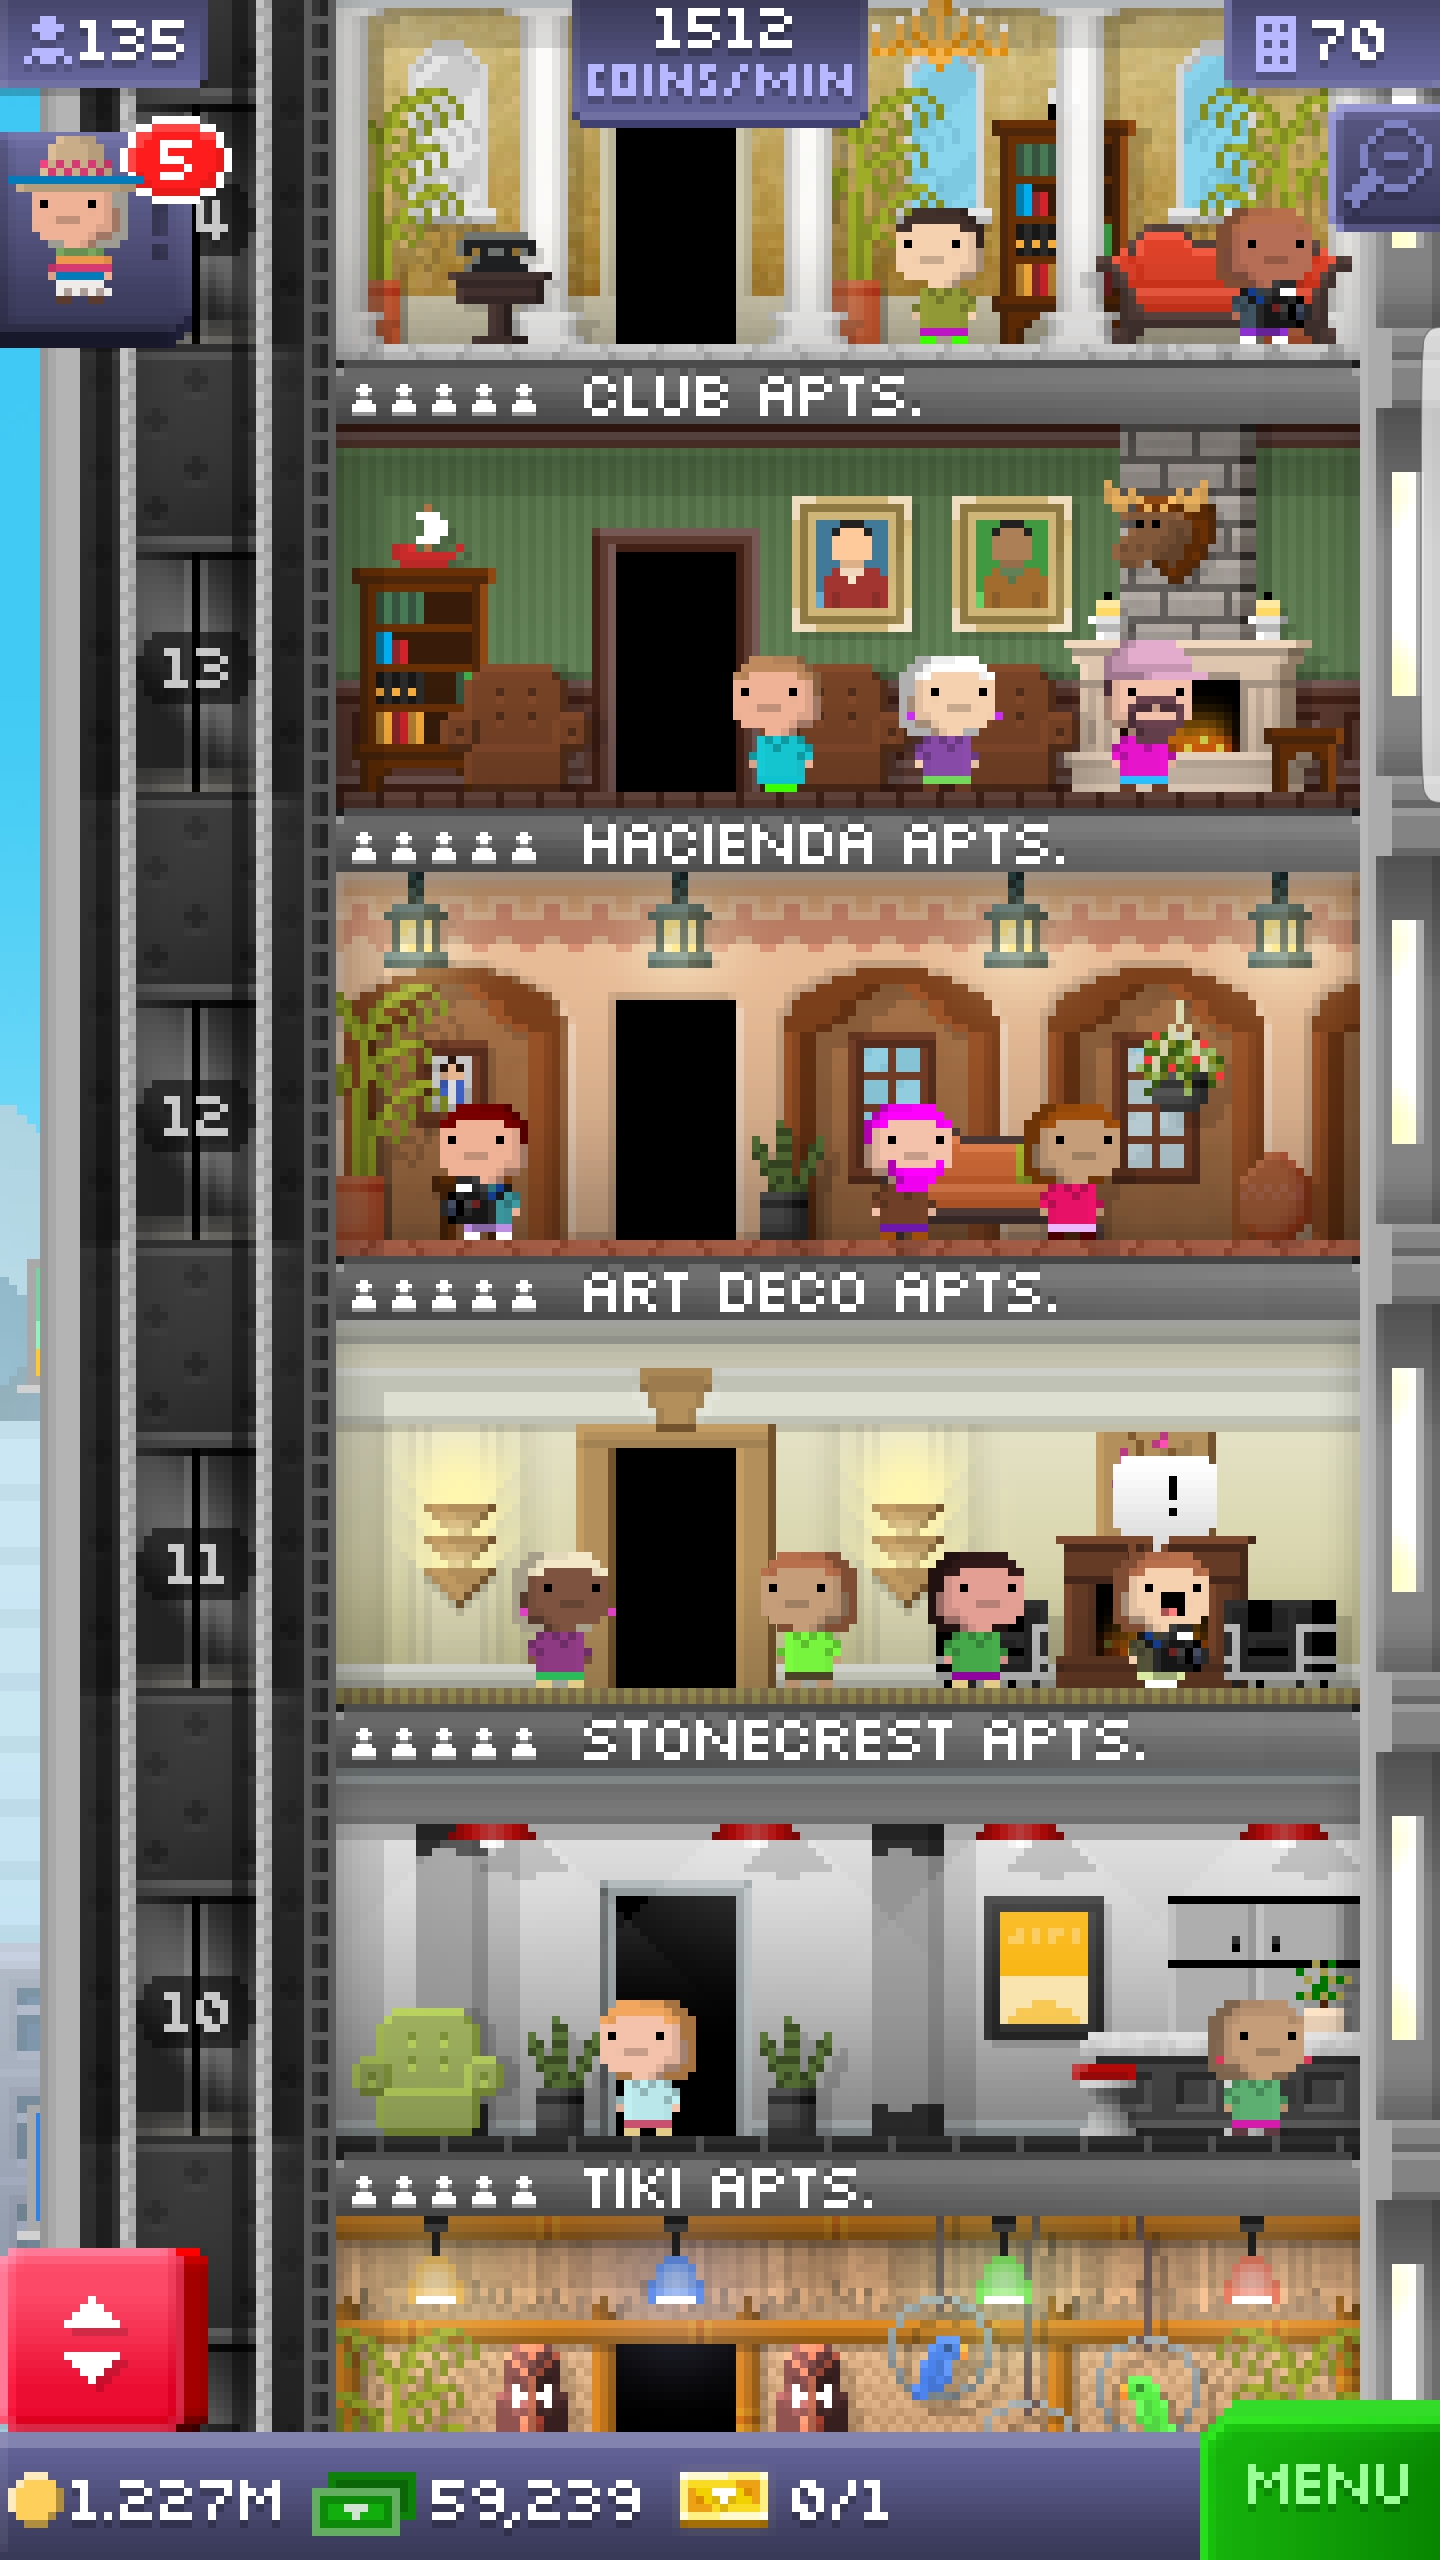 135
1512
COINS/MIN
70
5
4
CLUB APTS.
13
HACIENDA APTS.
12
ART DECO APTS.
!
11
STONECREST APTS.
10
TIKI APTS.
1.227M
59,239
0/1
MENU